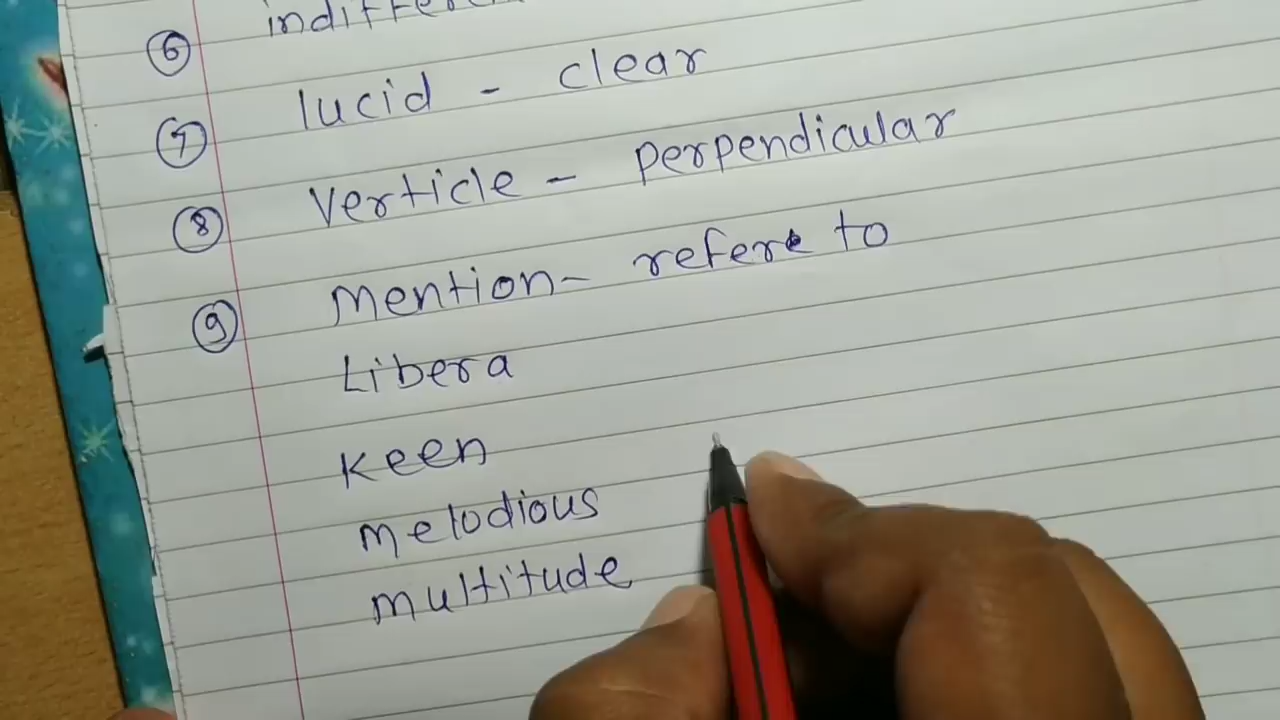 ⑥
⑦ lucid - clear
⑧ Verticle - perpendicular
⑨ Mention - refere to
Libera
Keen
Melodious
Multitude